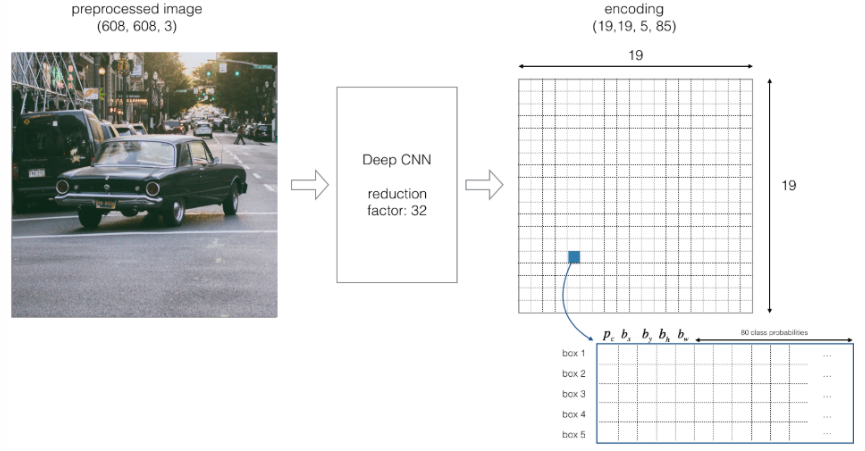 preprocessed image
(608, 608, 3)
encoding
(19,19, 5, 85)
19
Deep CNN
reduction
factor: 32
19
p_c b_x b_y b_h b_w
80 class probabilities
box 1 ...
box 2 ...
box 3 ...
box 4 ...
box 5 ...